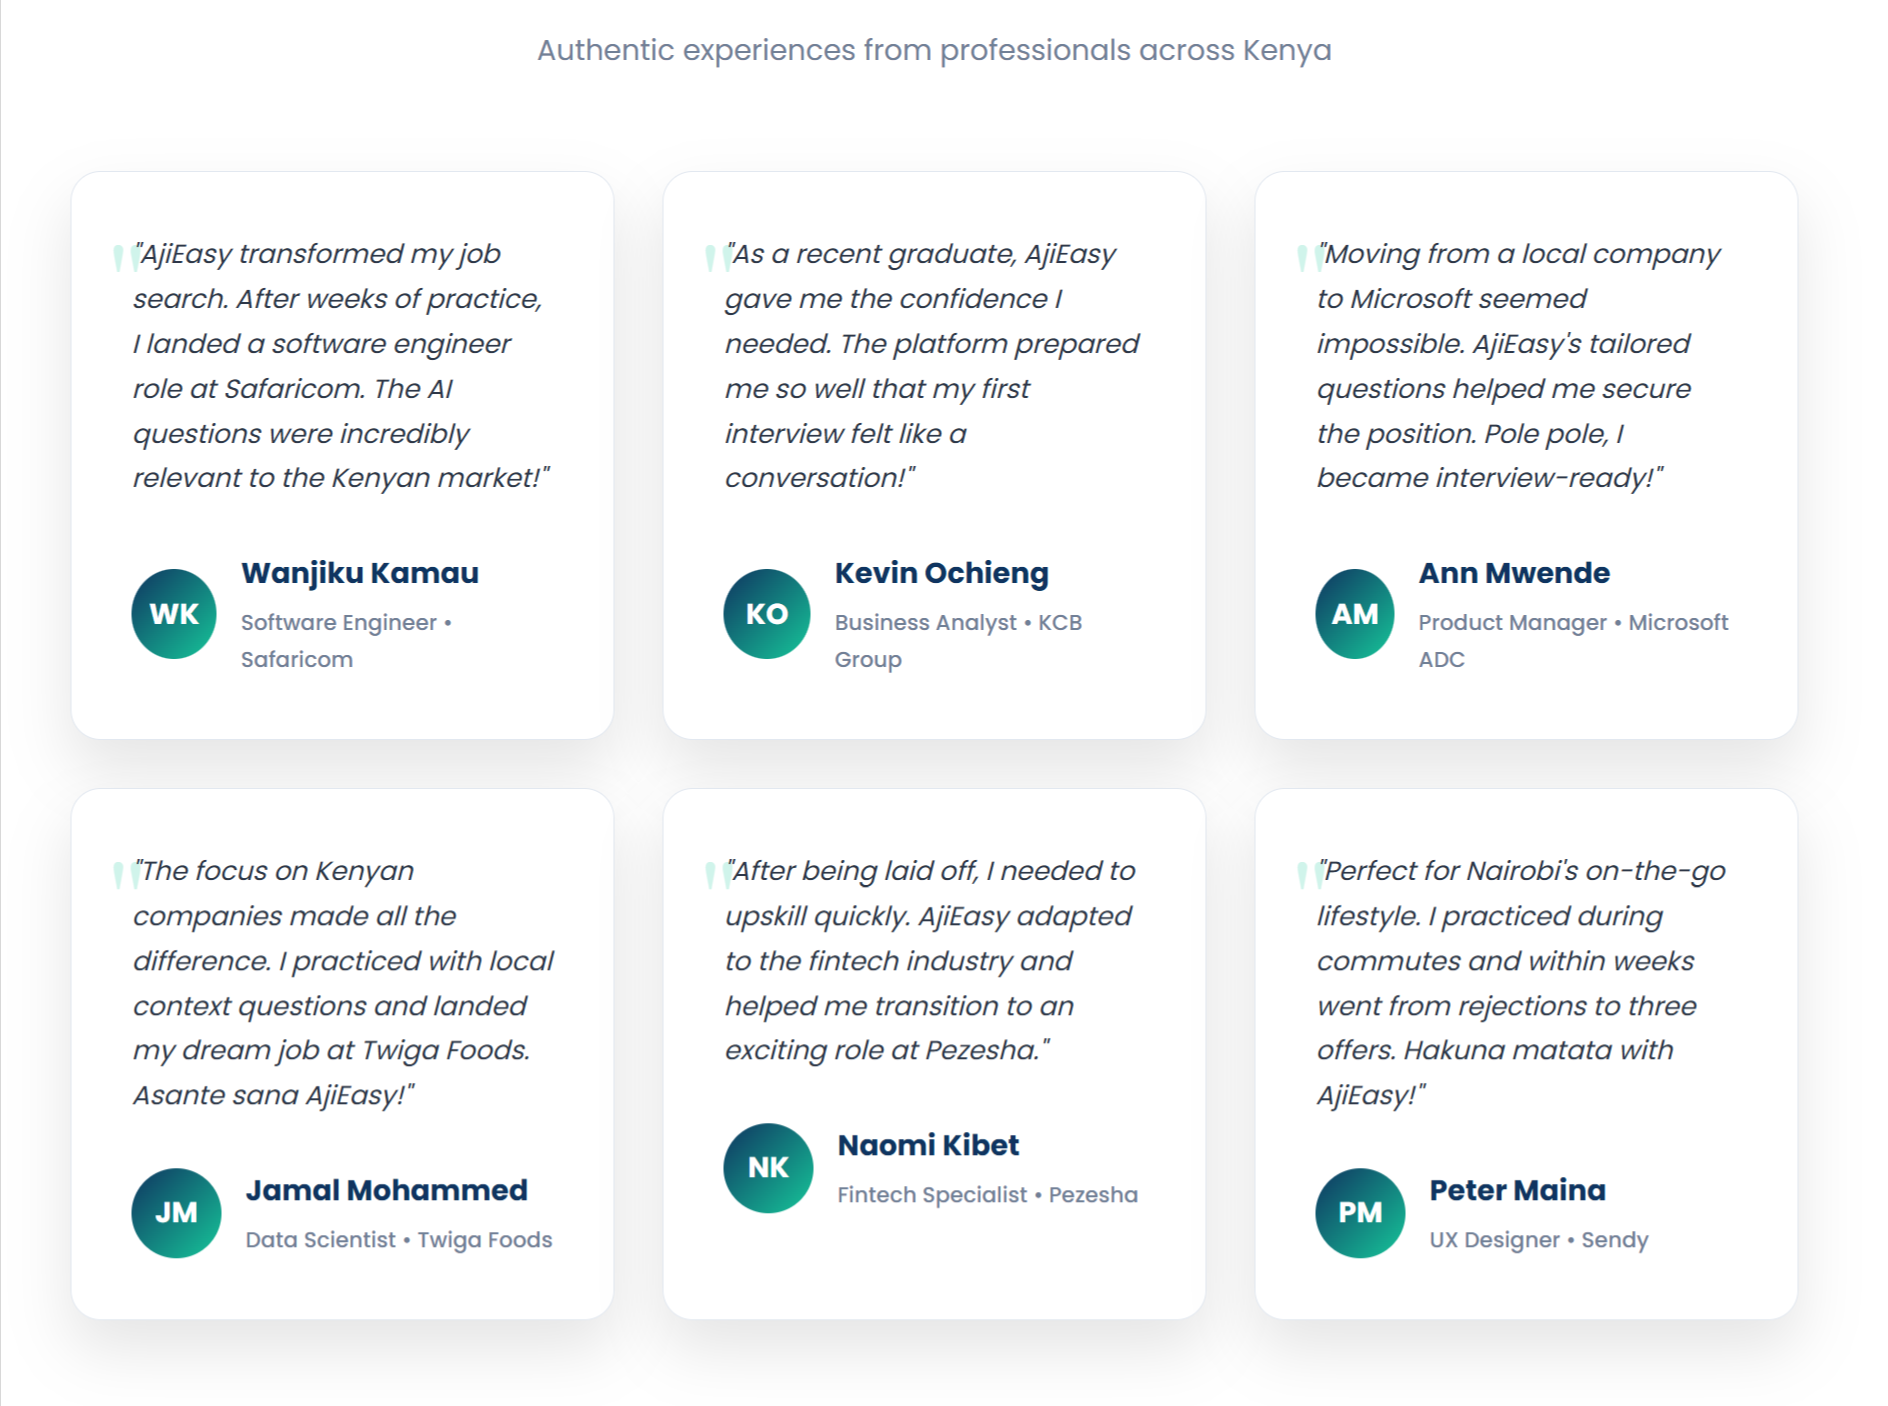 Authentic experiences from professionals across Kenya
"AjiEasy transformed my job
search. After weeks of practice,
I landed a software engineer
role at Safaricom. The AI
questions were incredibly
relevant to the Kenyan market!"
WK
Wanjiku Kamau
Software Engineer •
Safaricom
"As a recent graduate, AjiEasy
gave me the confidence I
needed. The platform prepared
me so well that my first
interview felt like a
conversation!"
KO
Kevin Ochieng
Business Analyst • KCB
Group
"Moving from a local company
to Microsoft seemed
impossible. AjiEasy's tailored
questions helped me secure
the position. Pole pole, I
became interview-ready!"
AM
Ann Mwende
Product Manager • Microsoft
ADC
"The focus on Kenyan
companies made all the
difference. I practiced with local
context questions and landed
my dream job at Twiga Foods.
Asante sana AjiEasy!"
JM
Jamal Mohammed
Data Scientist • Twiga Foods
"After being laid off, I needed to
upskill quickly. AjiEasy adapted
to the fintech industry and
helped me transition to an
exciting role at Pezesha."
NK
Naomi Kibet
Fintech Specialist • Pezesha
"Perfect for Nairobi's on-the-go
lifestyle. I practiced during
commutes and within weeks
went from rejections to three
offers. Hakuna matata with
AjiEasy!"
PM
Peter Maina
UX Designer • Sendy